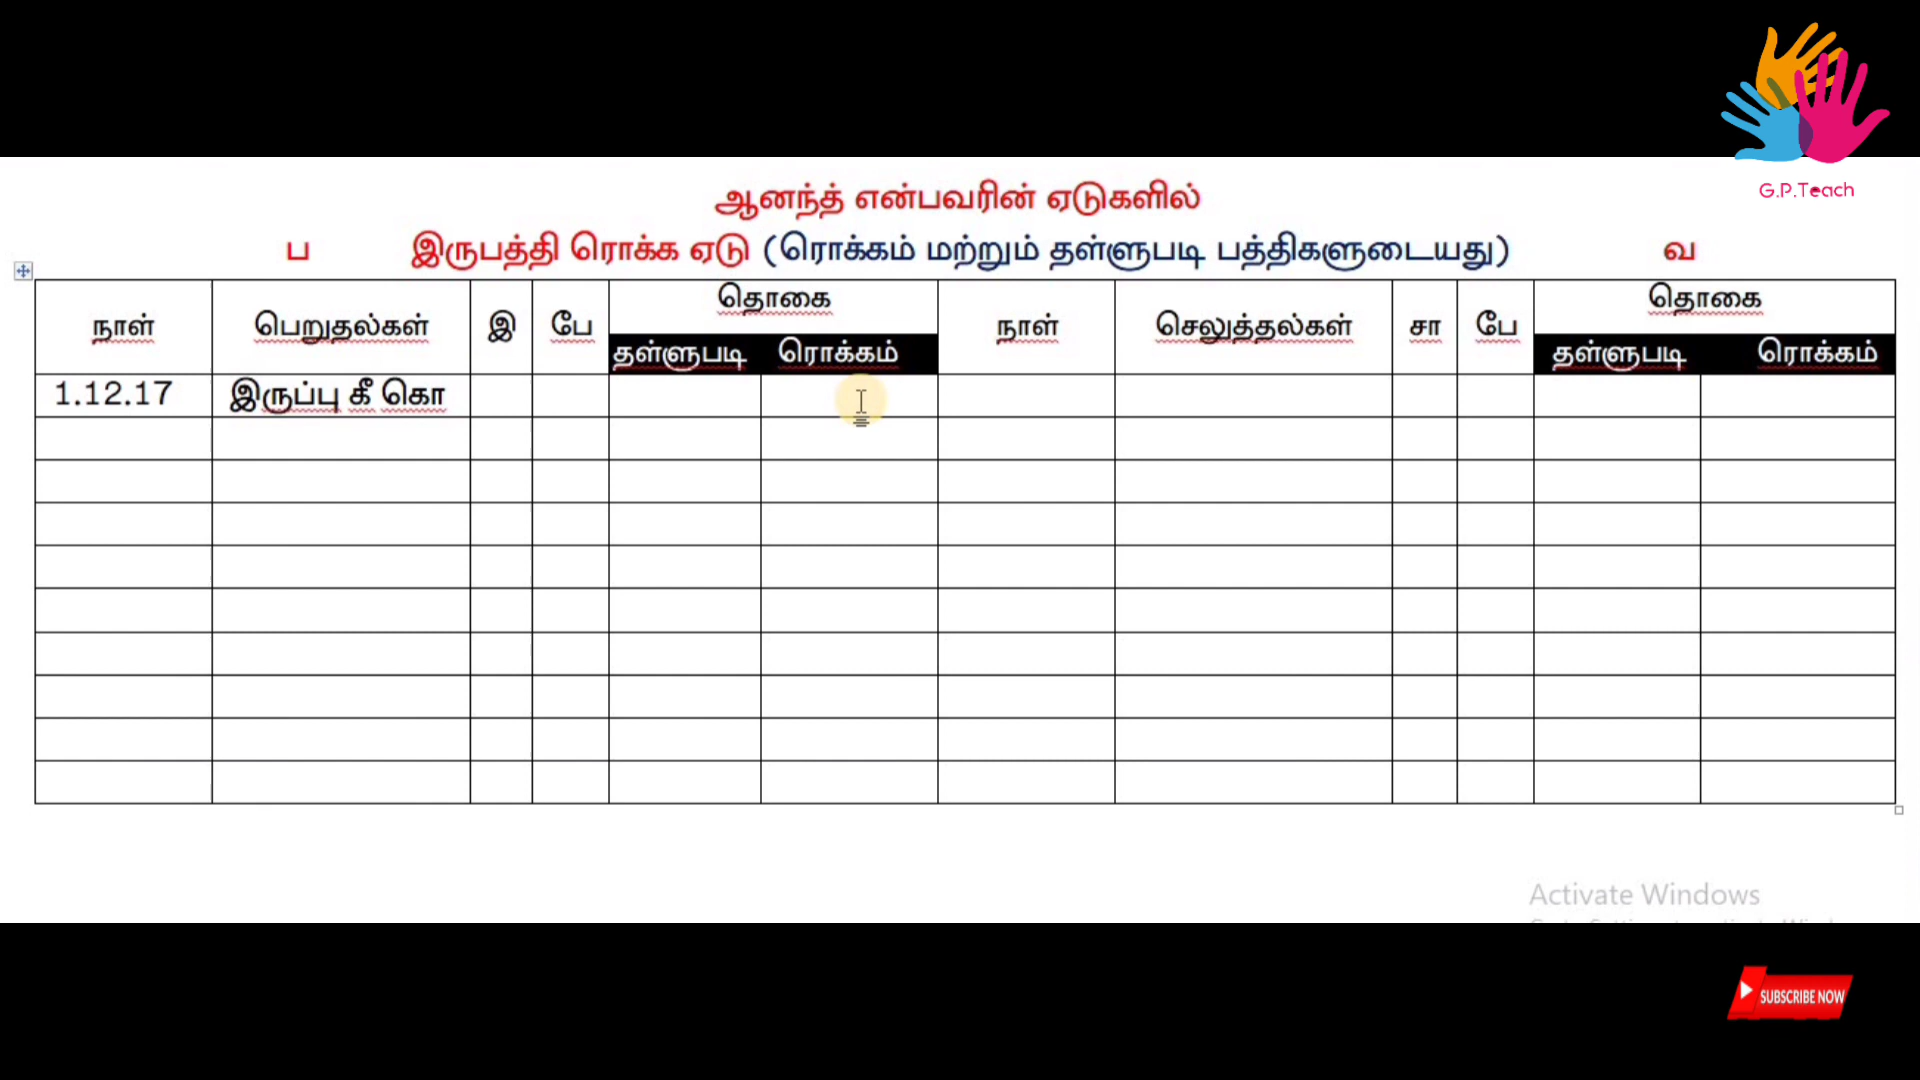 G.P.Teach
ஆனந்த் என்பவரின் ஏடுகளில்
ப இருபத்தி ரொக்க ஏடு (ரொக்கம் மற்றும் தள்ளுபடி பத்திகளுடையது) வ
நாள் பெறுதல்கள் இ பே தொகை நாள் செலுத்தல்கள் சா பே தொகை
தள்ளுபடி ரொக்கம் தள்ளுபடி ரொக்கம்
1.12.17 இருப்பு கீ கொ
Activate Windows
SUBSCRIBE NOW